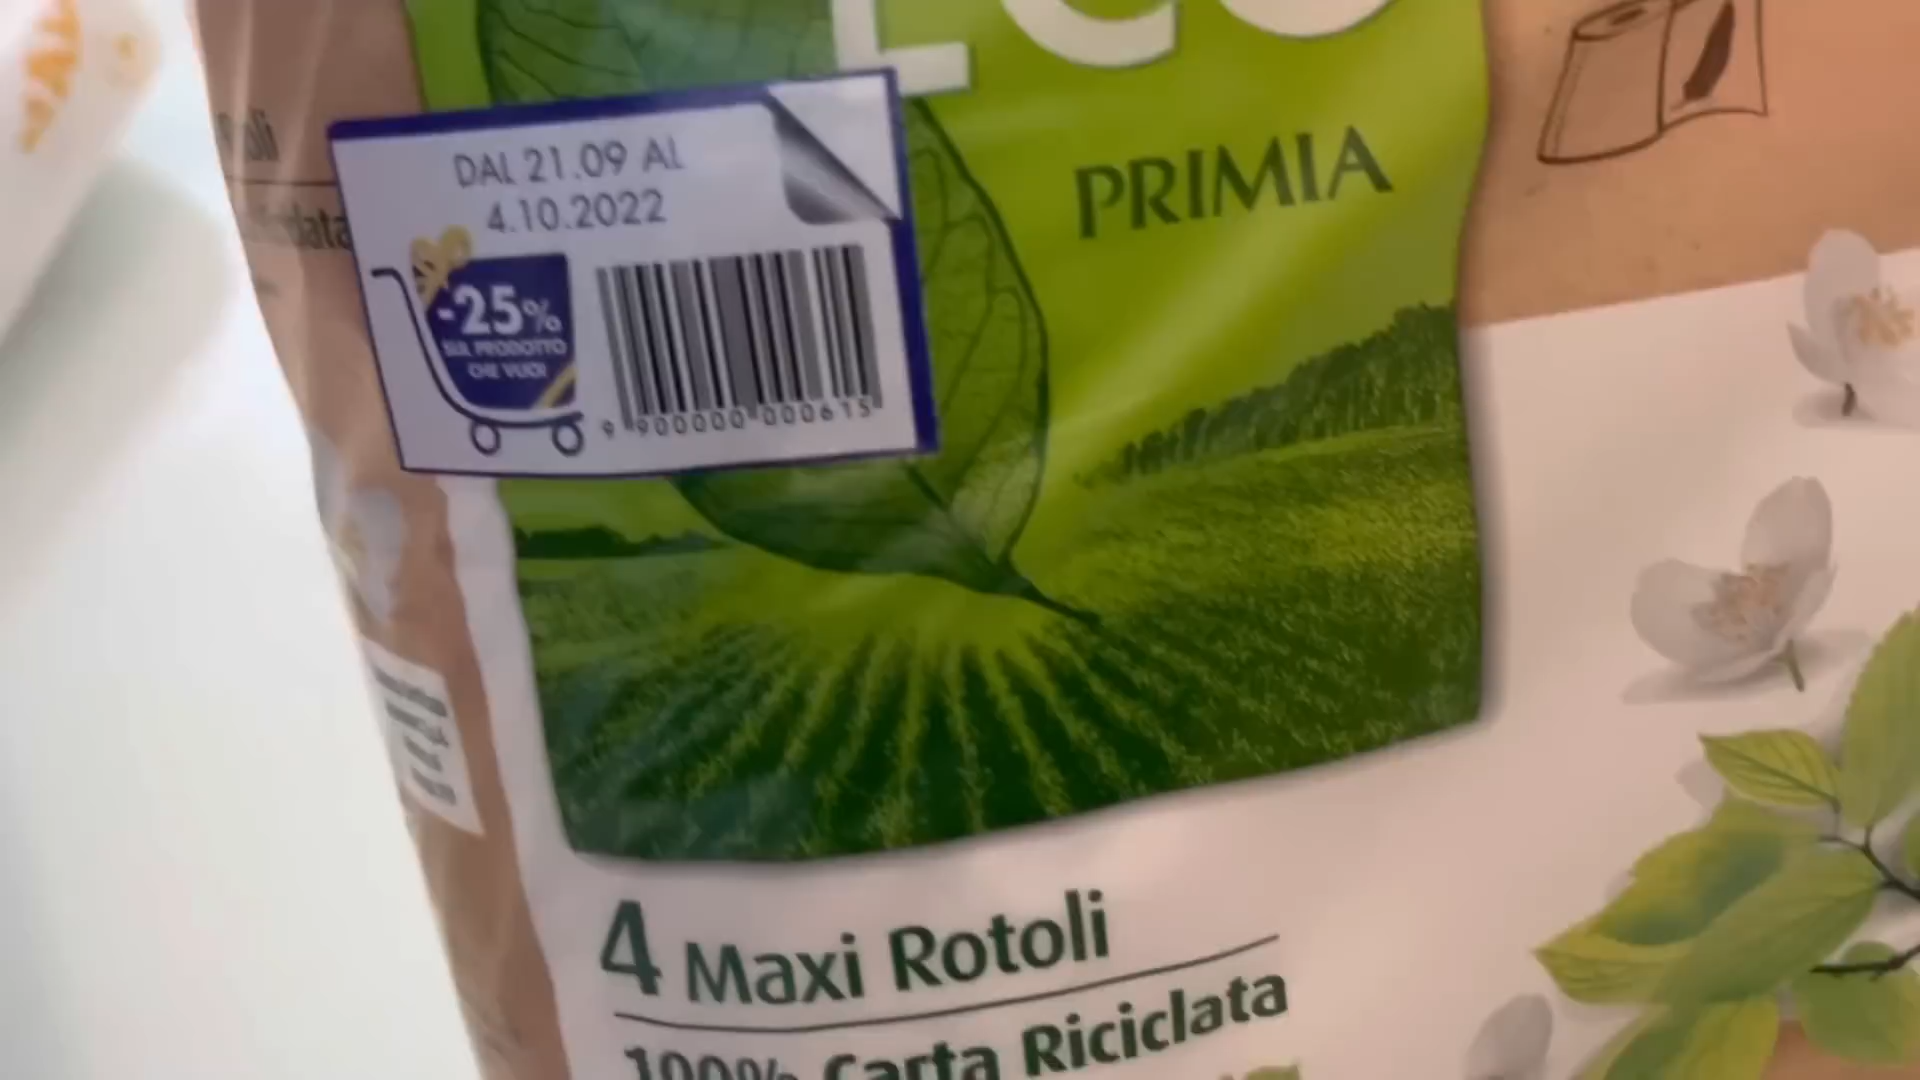 Eco
PRIMIA
DAL 21.09 AL
4.10.2022
-25%
SUL PRODOTTO
CHE VUOI
9 900000 000615
4 Maxi Rotoli
100% Carta Riciclata